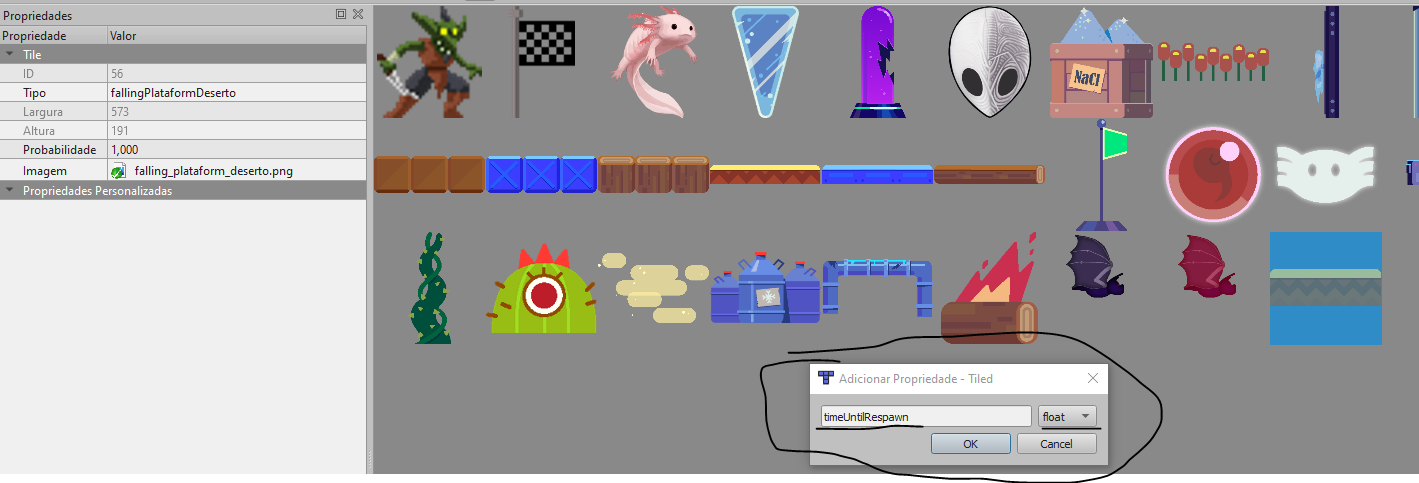 Propriedades
Propriedade Valor
Tile
ID 56
Tipo fallingPlataformDeserto
Largura 573
Altura 191
Probabilidade 1,000
Imagem falling_plataform_deserto.png
Propriedades Personalizadas
NaCl
Adicionar Propriedade - Tiled
timeUntilRespawn float
OK Cancel